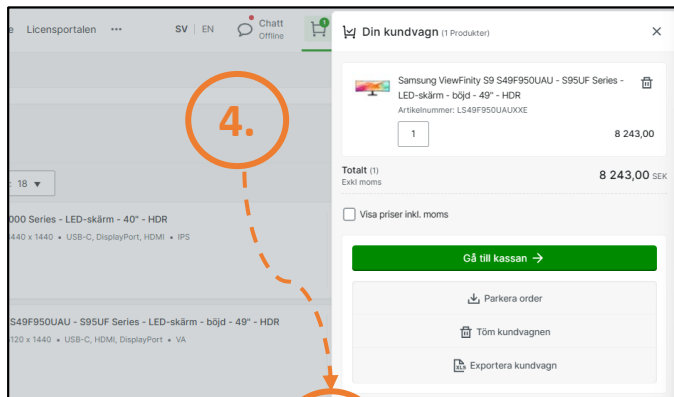 e Licensportalen ••• SV | EN Chatt
Offline
Din kundvagn (1 Produkter)
Samsung ViewFinity S9 S49F950UAU - S95UF Series -
LED-skärm - böjd - 49" - HDR
Artikelnummer: LS49F950UAUXXE
1 8 243,00
4.
Totalt (1) 8 243,00 SEK
Exkl moms
: 18
Visa priser inkl. moms
000 Series - LED-skärm - 40" - HDR
440 x 1440 • USB-C, DisplayPort, HDMI • IPS
Gå till kassan →
Parkera order
S49F950UAU - S95UF Series - LED-skärm - böjd - 49" - HDR
5120 x 1440 • USB-C, HDMI, DisplayPort • VA
Töm kundvagnen
XLS Exportera kundvagn